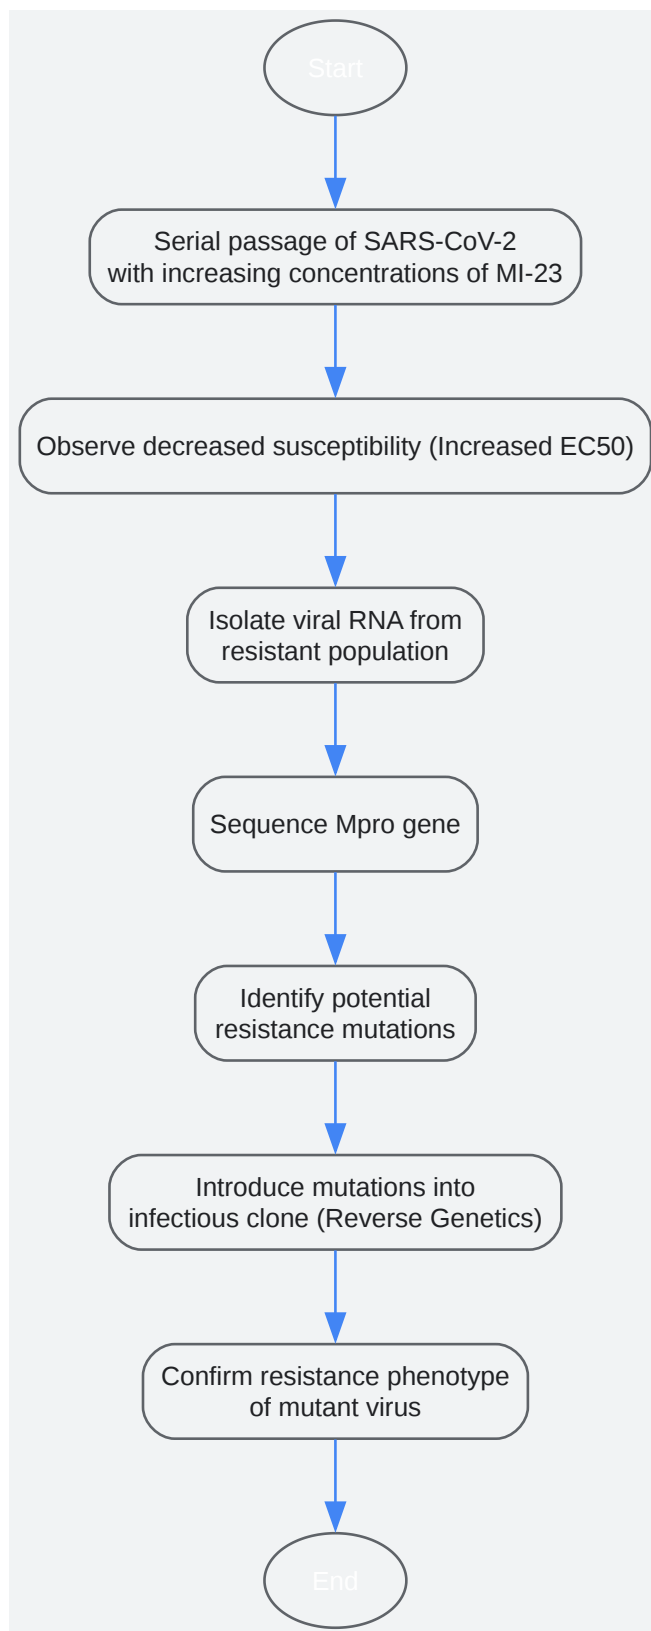 Start
Serial passage of SARS-CoV-2
with increasing concentrations of MI-23
Observe decreased susceptibility (Increased EC50)
Isolate viral RNA from
resistant population
Sequence Mpro gene
Identify potential
resistance mutations
Introduce mutations into
infectious clone (Reverse Genetics)
Confirm resistance phenotype
of mutant virus
End